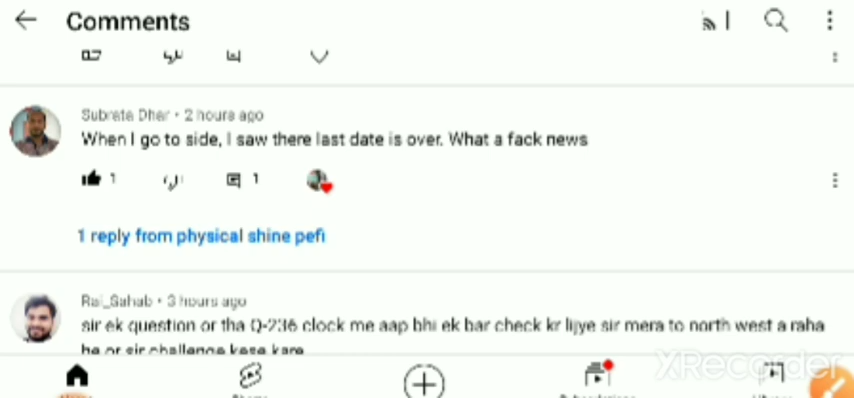 Comments
Subrata Dhar • 2 hours ago
When I go to side, I saw there last date is over. What a fack news
1 1
1 reply from physical shine pefi
Rai_Sahab • 3 hours ago
sir ek question or tha Q-236 clock me aap bhi ek bar check kr lijye sir mera to north west a raha
he or sir challenge kese kare
XRecorder